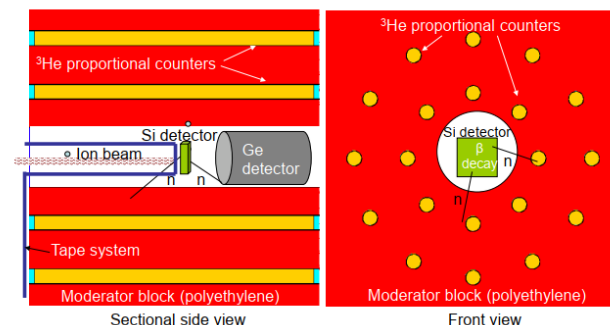 ³He proportional counters
Si detector
Ion beam
Ge
detector
n
n
Tape system
Moderator block (polyethylene)
Sectional side view
³He proportional counters
Si detector
β
decay
n
n
Moderator block (polyethylene)
Front view